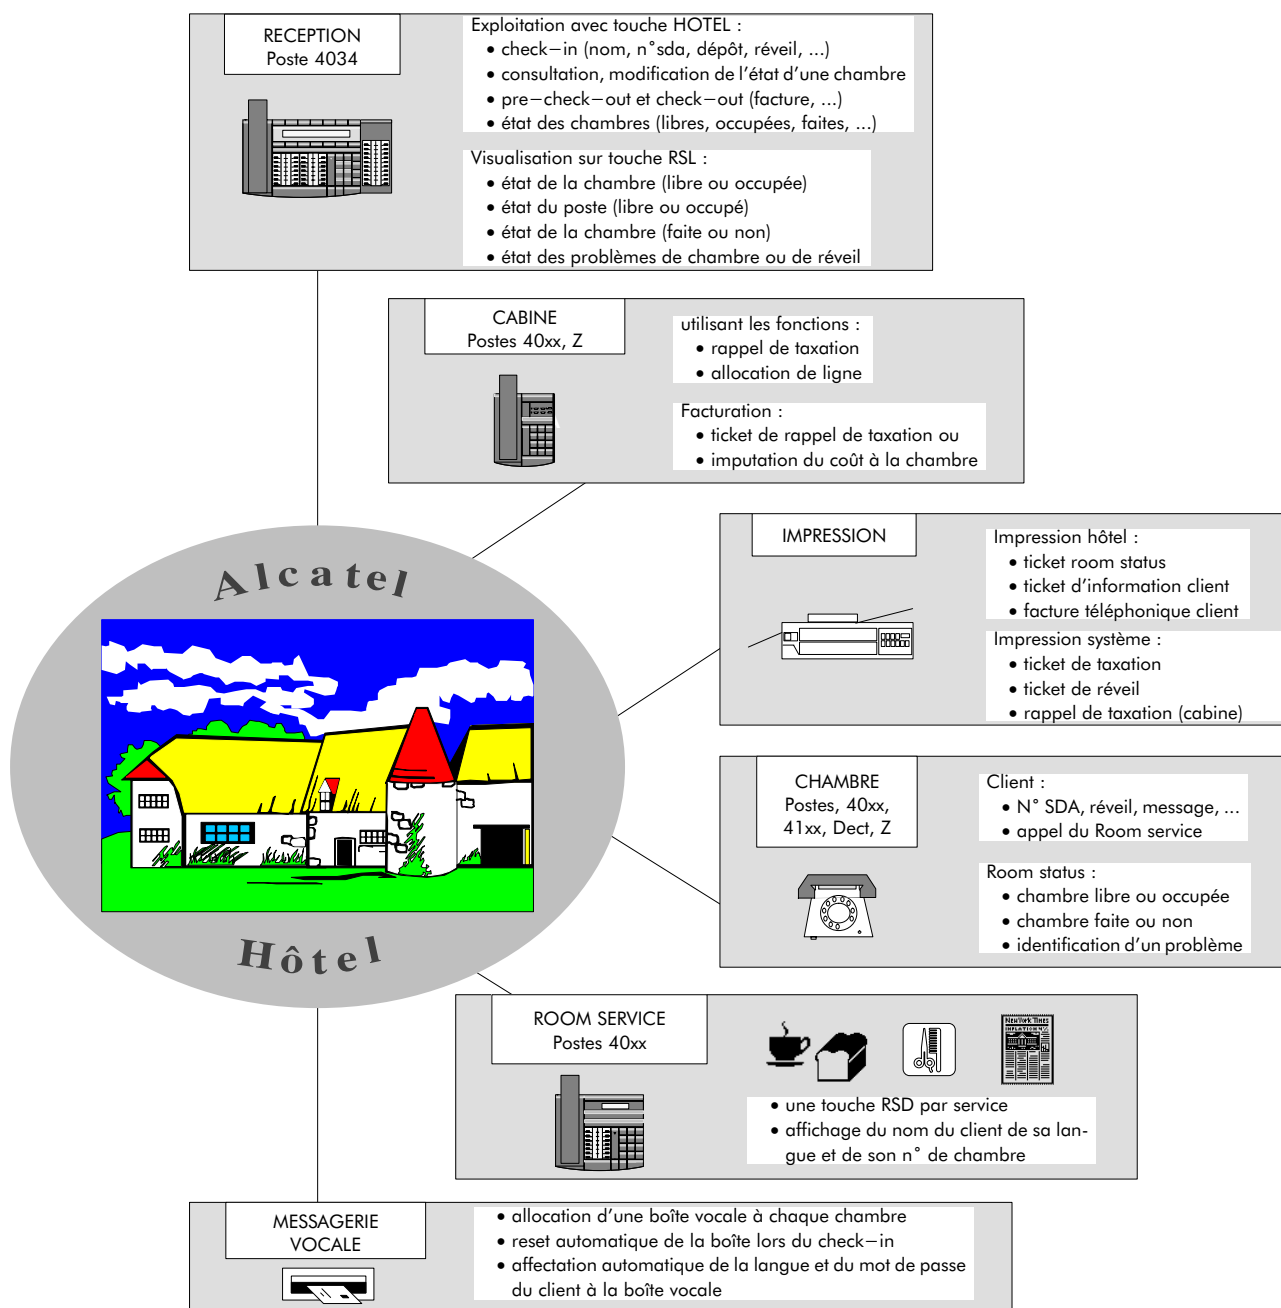 RECEPTION
Poste 4034
Exploitation avec touche HOTEL :
• check–in (nom, n°sda, dépôt, réveil, ...)
• consultation, modification de l'état d'une chambre
• pre–check–out et check–out (facture, ...)
• état des chambres (libres, occupées, faites, ...)
Visualisation sur touche RSL :
• état de la chambre (libre ou occupée)
• état du poste (libre ou occupé)
• état de la chambre (faite ou non)
• état des problèmes de chambre ou de réveil
CABINE
Postes 40xx, Z
utilisant les fonctions :
• rappel de taxation
• allocation de ligne
Facturation :
• ticket de rappel de taxation ou
• imputation du coût à la chambre
IMPRESSION
Impression hôtel :
• ticket room status
• ticket d'information client
• facture téléphonique client
Impression système :
• ticket de taxation
• ticket de réveil
• rappel de taxation (cabine)
Alcatel
Hôtel
CHAMBRE
Postes, 40xx,
41xx, Dect, Z
Client :
• N° SDA, réveil, message, ...
• appel du Room service
Room status :
• chambre libre ou occupée
• chambre faite ou non
• identification d'un problème
ROOM SERVICE
Postes 40xx
New York Times
INFLATION 4%
• une touche RSD par service
• affichage du nom du client de sa lan-
gue et de son n° de chambre
MESSAGERIE
VOCALE
• allocation d'une boîte vocale à chaque chambre
• reset automatique de la boîte lors du check–in
• affectation automatique de la langue et du mot de passe
du client à la boîte vocale